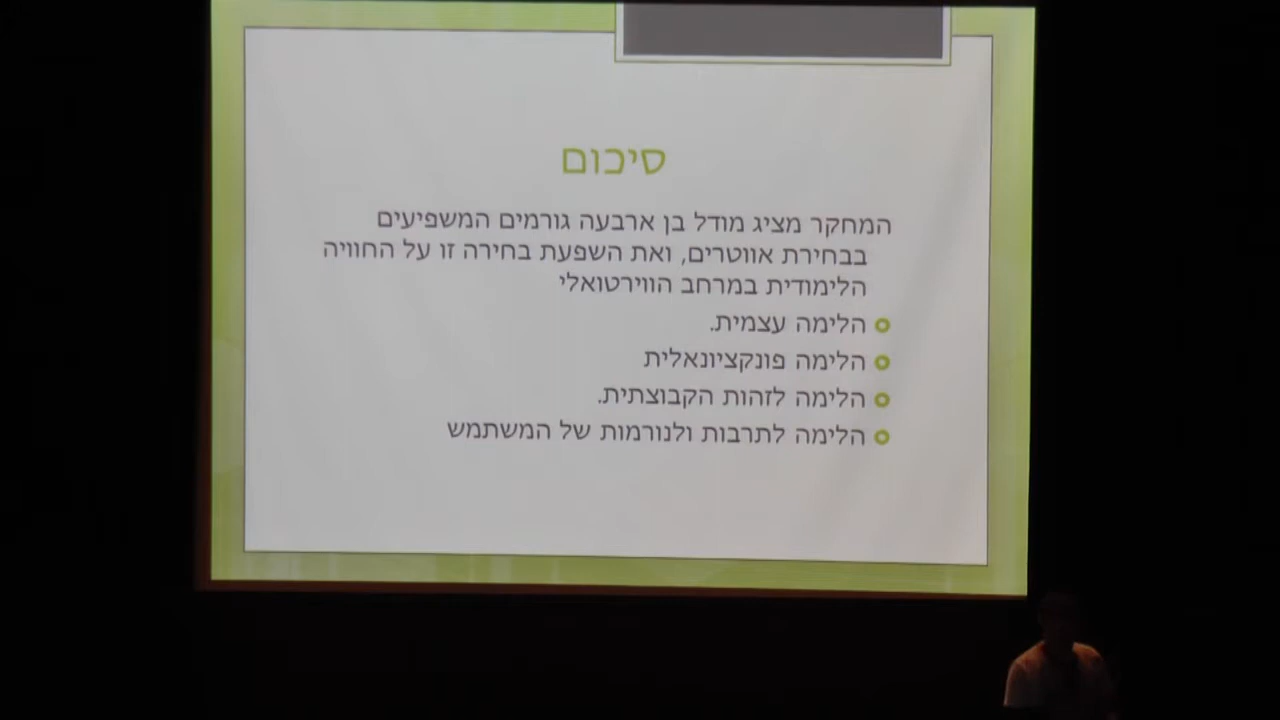 סיכום
המחקר מציג מודל בן ארבעה גורמים המשפיעים
בבחירת אווטרים, ואת השפעת בחירה זו על החוויה
הלימודית במרחב הווירטואלי
הלימה עצמית.
הלימה פונקציונאלית
הלימה לזהות הקבוצתית.
הלימה לתרבות ולנורמות של המשתמש